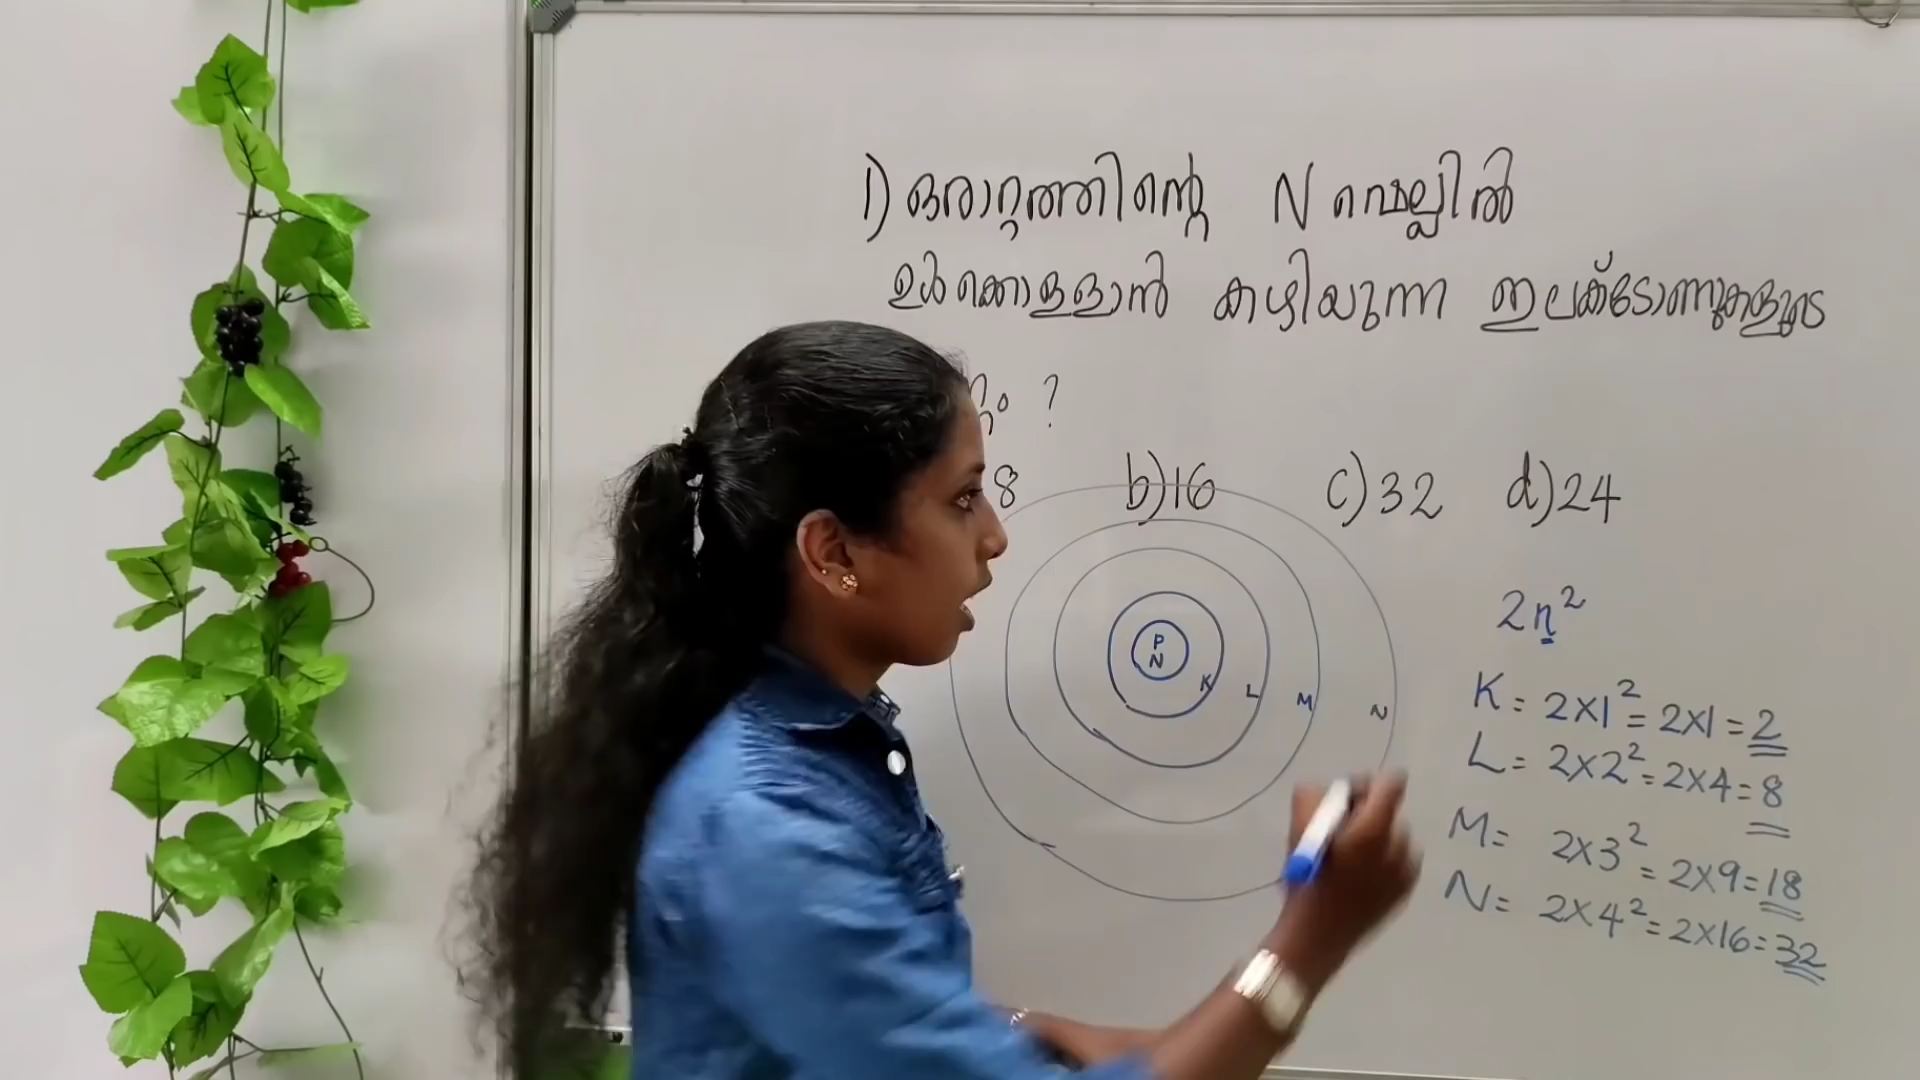 1) ഒരാറ്റത്തിന്റെ N ഷെല്ലിൽ
ഉൾക്കൊള്ളാൻ കഴിയുന്ന ഇലക്ടോണുകളുടെ
?
8 b)16 c)32 d)24
2n²
K = 2×1² = 2×1 = 2
L = 2×2² = 2×4 = 8
M = 2×3² = 2×9 = 18
N = 2×4² = 2×16 = 32
P
N
K L M N